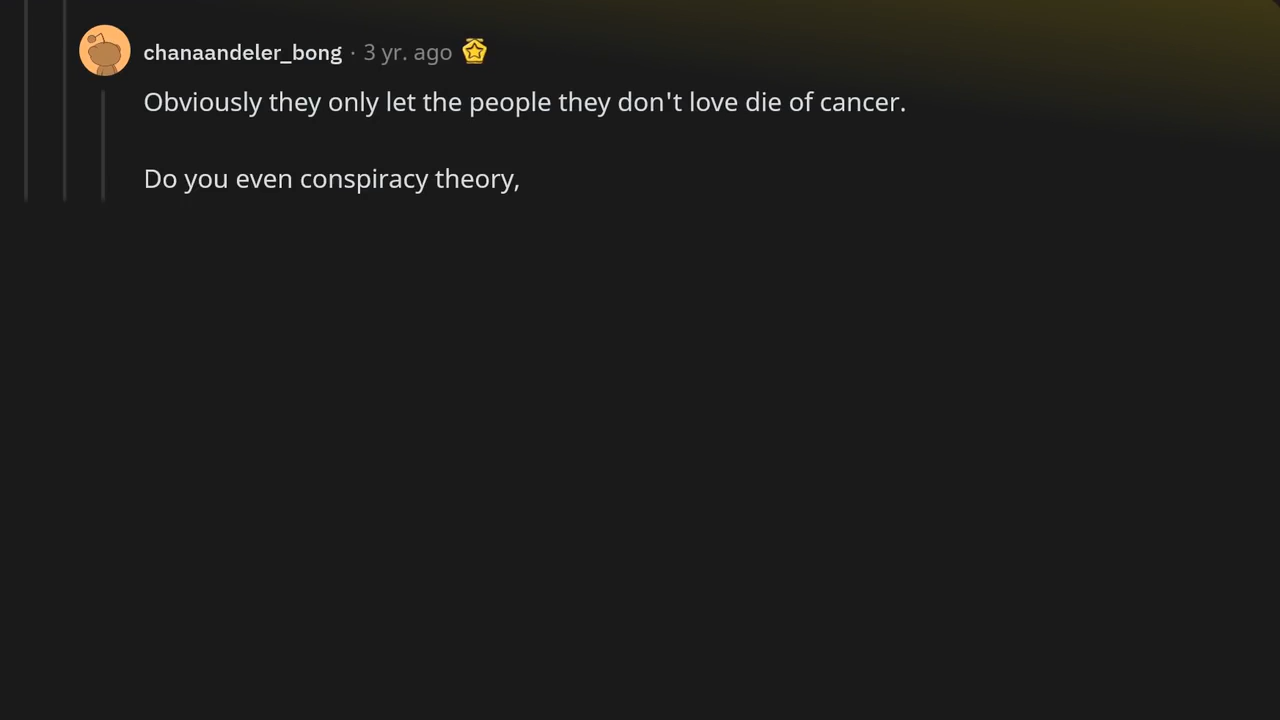 chanaandeler_bong · 3 yr. ago
Obviously they only let the people they don't love die of cancer.
Do you even conspiracy theory,